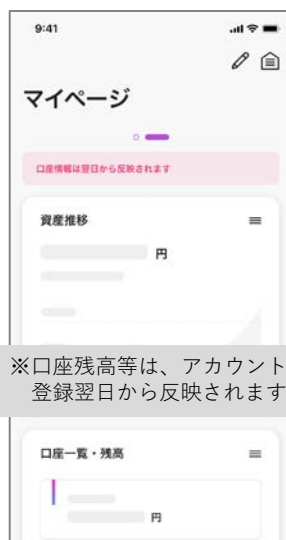 9:41
マイページ
口座情報は翌日から反映されます
資産推移
円
※口座残高等は、アカウント
登録翌日から反映されます
口座一覧・残高
円